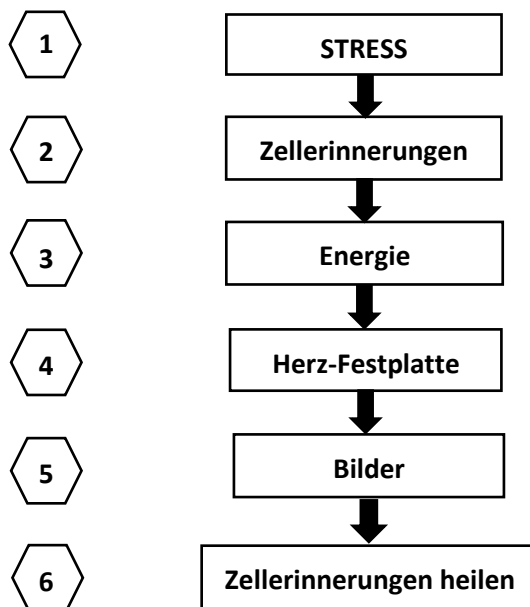 1 STRESS
2 Zellerinnerungen
3 Energie
4 Herz-Festplatte
5 Bilder
6 Zellerinnerungen heilen